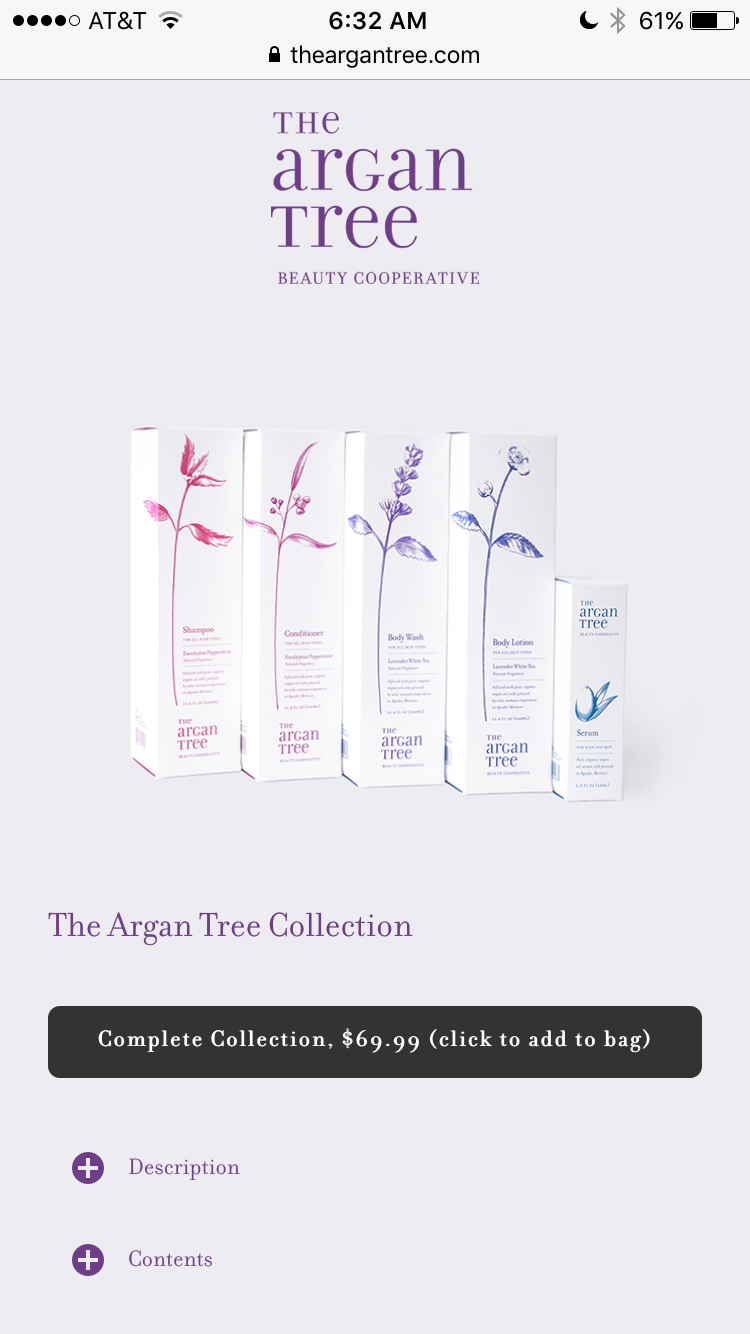 AT&T
6:32 AM
61%
theargantree.com
THe
arGan
Tree
BEAUTY COOPERATIVE
Shampoo
FOR ALL HAIR TYPES
Eucalyptus Peppermint
Natural Fragrance
THe
arGan
Tree
BEAUTY COOPERATIVE
Conditioner
FOR ALL HAIR TYPES
Eucalyptus Peppermint
Natural Fragrance
THe
arGan
Tree
BEAUTY COOPERATIVE
Body Wash
FOR ALL SKIN TYPES
Lavender White Tea
Natural Fragrance
THe
arGan
Tree
BEAUTY COOPERATIVE
Body Lotion
FOR ALL SKIN TYPES
Lavender White Tea
Natural Fragrance
THe
arGan
Tree
BEAUTY COOPERATIVE
THe
arGan
Tree
BEAUTY COOPERATIVE
Serum
FOR HAIR AND SKIN
The Argan Tree Collection
Complete Collection, $69.99 (click to add to bag)
Description
Contents